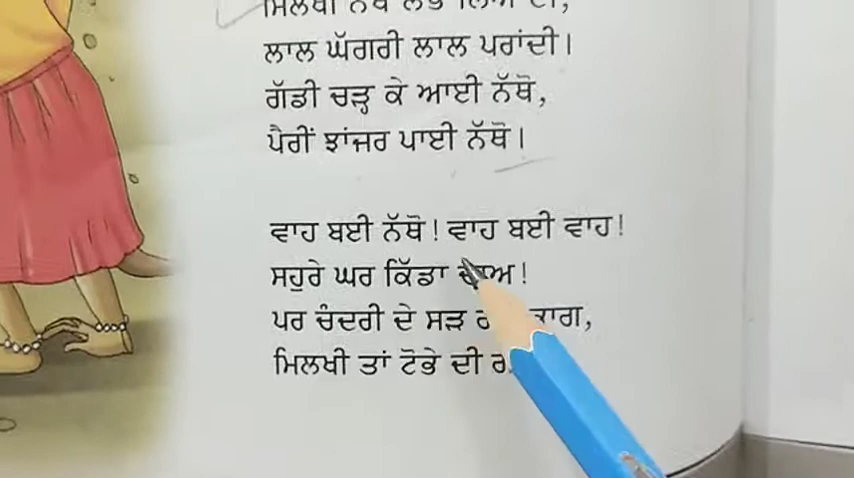 ਲਾਲ ਘੱਗਰੀ ਲਾਲ ਪਰਾਂਦੀ।
ਗੱਡੀ ਚੜ੍ਹ ਕੇ ਆਈ ਨੱਥੋ,
ਪੈਰੀਂ ਝਾਂਜਰ ਪਾਈ ਨੱਥੋ।
ਵਾਹ ਬਈ ਨੱਥੋ! ਵਾਹ ਬਈ ਵਾਹ!
ਸਹੁਰੇ ਘਰ ਕਿੱਡਾ !
ਪਰ ਚੰਦਰੀ ਦੇ ਸੜ
ਮਿਲਖੀ ਤਾਂ ਟੋਭੇ ਦੀ